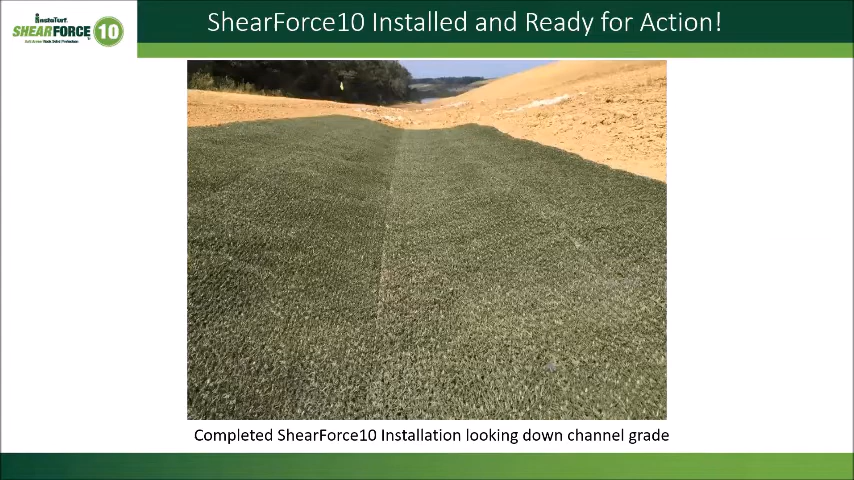 ShearForce10 Installed and Ready for Action!
InstaTurf
SHEARFORCE 10
Completed ShearForce10 Installation looking down channel grade